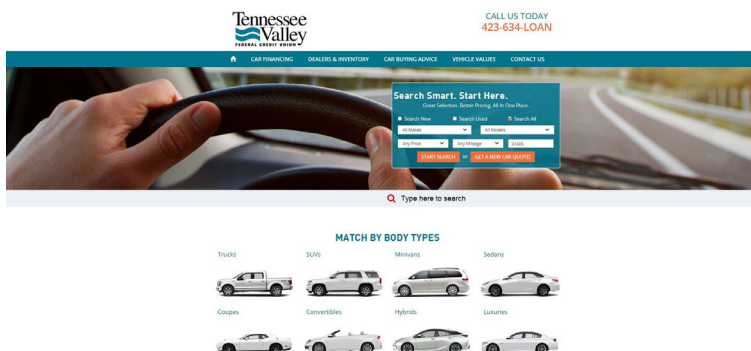 Tennessee
Valley
FEDERAL CREDIT UNION
CALL US TODAY
423-634-LOAN
CAR FINANCING DEALERS & INVENTORY CAR BUYING ADVICE VEHICLE VALUES CONTACT US
Search Smart. Start Here.
Great Selection. Better Pricing. All In One Place.
Search New Search Used Search All
All Makes All Models
Any Price Any Mileage 37405
START SEARCH or GET A NEW CAR QUOTE!
Type here to search
MATCH BY BODY TYPES
Trucks SUVs Minivans Sedans
Coupes Convertibles Hybrids Luxuries